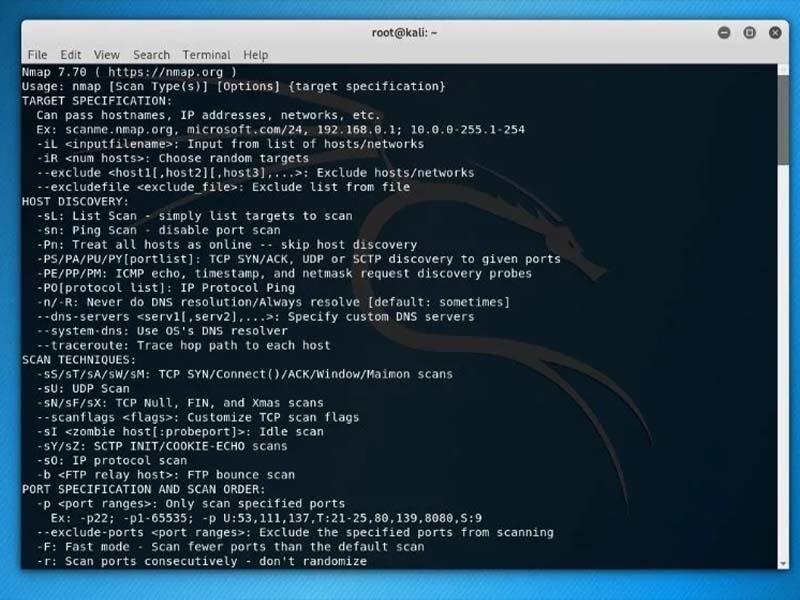 root@kali: ~
File Edit View Search Terminal Help
Nmap 7.70 ( https://nmap.org )
Usage: nmap [Scan Type(s)] [Options] {target specification}
TARGET SPECIFICATION:
Can pass hostnames, IP addresses, networks, etc.
Ex: scanme.nmap.org, microsoft.com/24, 192.168.0.1; 10.0.0-255.1-254
-iL <inputfilename>: Input from list of hosts/networks
-iR <num hosts>: Choose random targets
--exclude <host1[,host2][,host3],...>: Exclude hosts/networks
--excludefile <exclude_file>: Exclude list from file
HOST DISCOVERY:
-sL: List Scan - simply list targets to scan
-sn: Ping Scan - disable port scan
-Pn: Treat all hosts as online -- skip host discovery
-PS/PA/PU/PY[portlist]: TCP SYN/ACK, UDP or SCTP discovery to given ports
-PE/PP/PM: ICMP echo, timestamp, and netmask request discovery probes
-PO[protocol list]: IP Protocol Ping
-n/-R: Never do DNS resolution/Always resolve [default: sometimes]
--dns-servers <serv1[,serv2],...>: Specify custom DNS servers
--system-dns: Use OS's DNS resolver
--traceroute: Trace hop path to each host
SCAN TECHNIQUES:
-sS/sT/sA/sW/sM: TCP SYN/Connect()/ACK/Window/Maimon scans
-sU: UDP Scan
-sN/sF/sX: TCP Null, FIN, and Xmas scans
--scanflags <flags>: Customize TCP scan flags
-sI <zombie host[:probeport]>: Idle scan
-sY/sZ: SCTP INIT/COOKIE-ECHO scans
-sO: IP protocol scan
-b <FTP relay host>: FTP bounce scan
PORT SPECIFICATION AND SCAN ORDER:
-p <port ranges>: Only scan specified ports
Ex: -p22; -p1-65535; -p U:53,111,137,T:21-25,80,139,8080,S:9
--exclude-ports <port ranges>: Exclude the specified ports from scanning
-F: Fast mode - Scan fewer ports than the default scan
-r: Scan ports consecutively - don't randomize